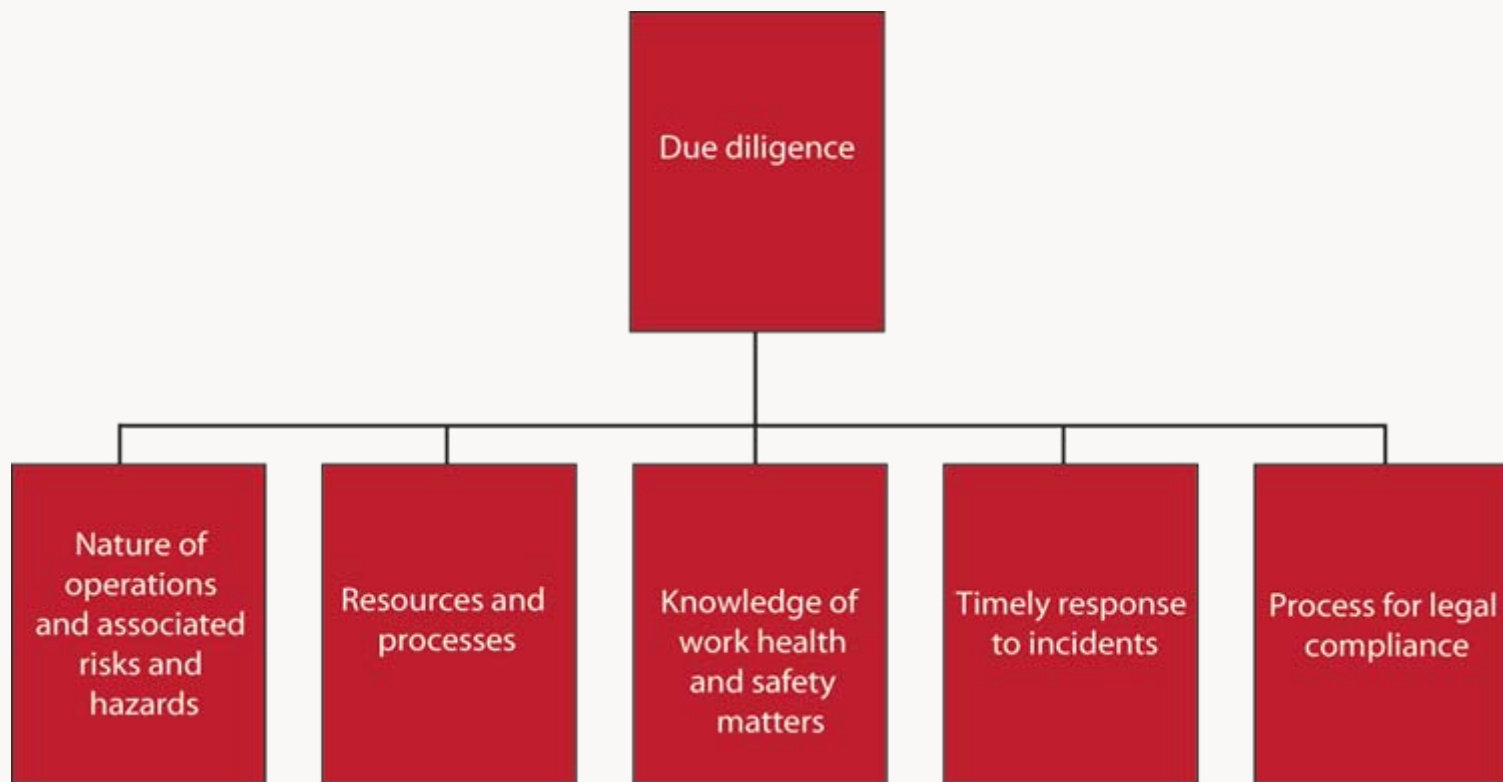 Due diligence
Nature of
operations
and associated
risks and
hazards
Resources and
processes
Knowledge of
work health
and safety
matters
Timely response
to incidents
Process for legal
compliance